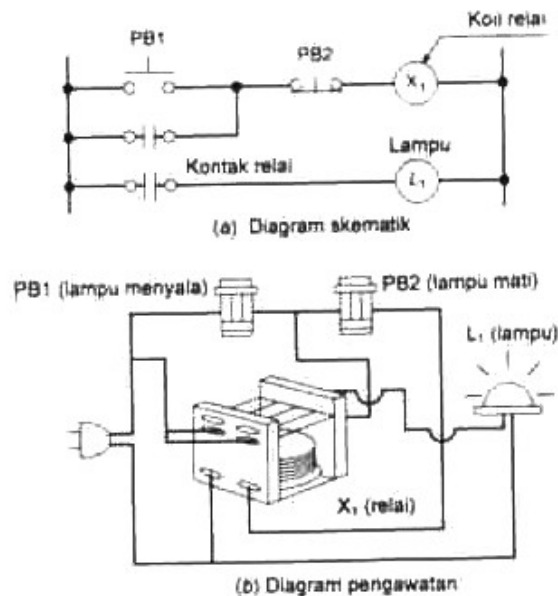 Koil relai
PB1
PB2
X₁
Kontak relai
Lampu
L₁
(a) Diagram skematik
PB1 (lampu menyala)
PB2 (lampu mati)
L₁ (lampu)
X₁ (relai)
(b) Diagram pengawatan